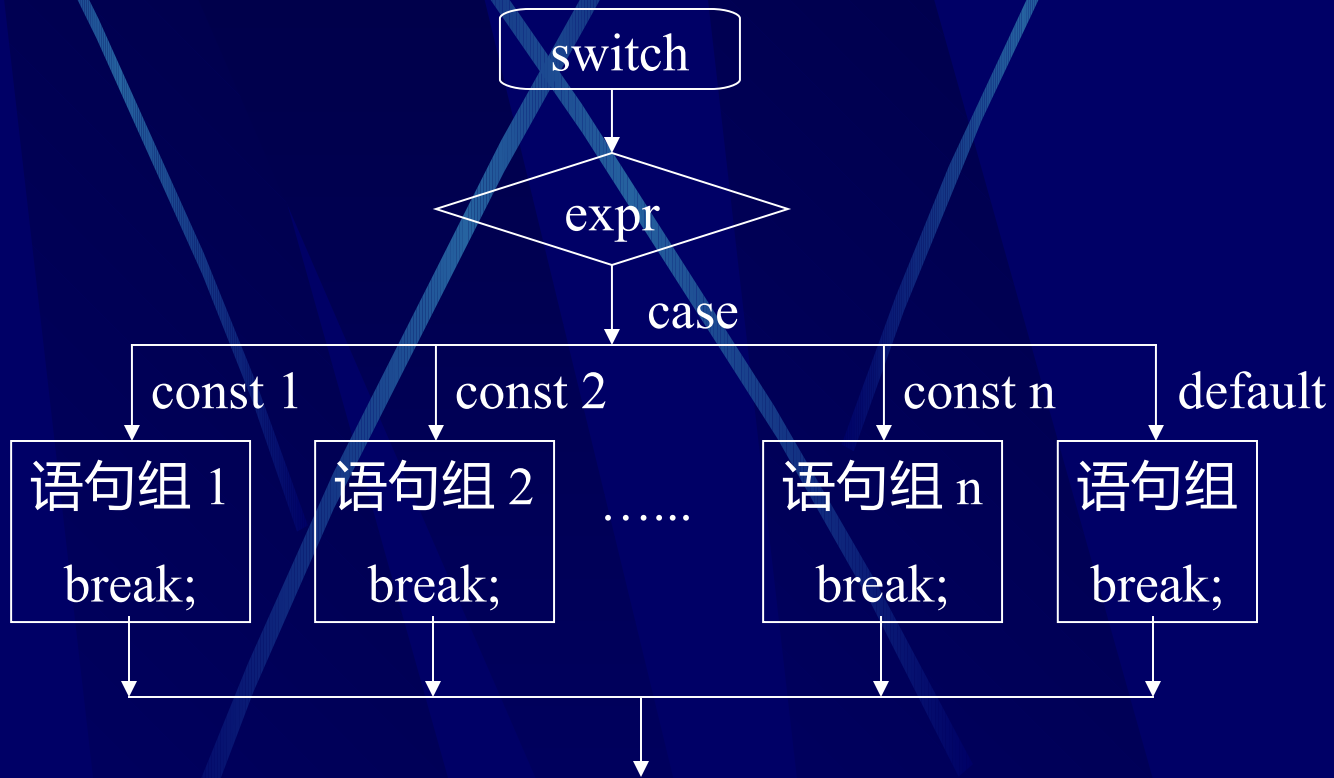 switch
expr
case
const 1
const 2
const n
default
语句组 1
break;
语句组 2
break;
…...
语句组 n
break;
语句组
break;